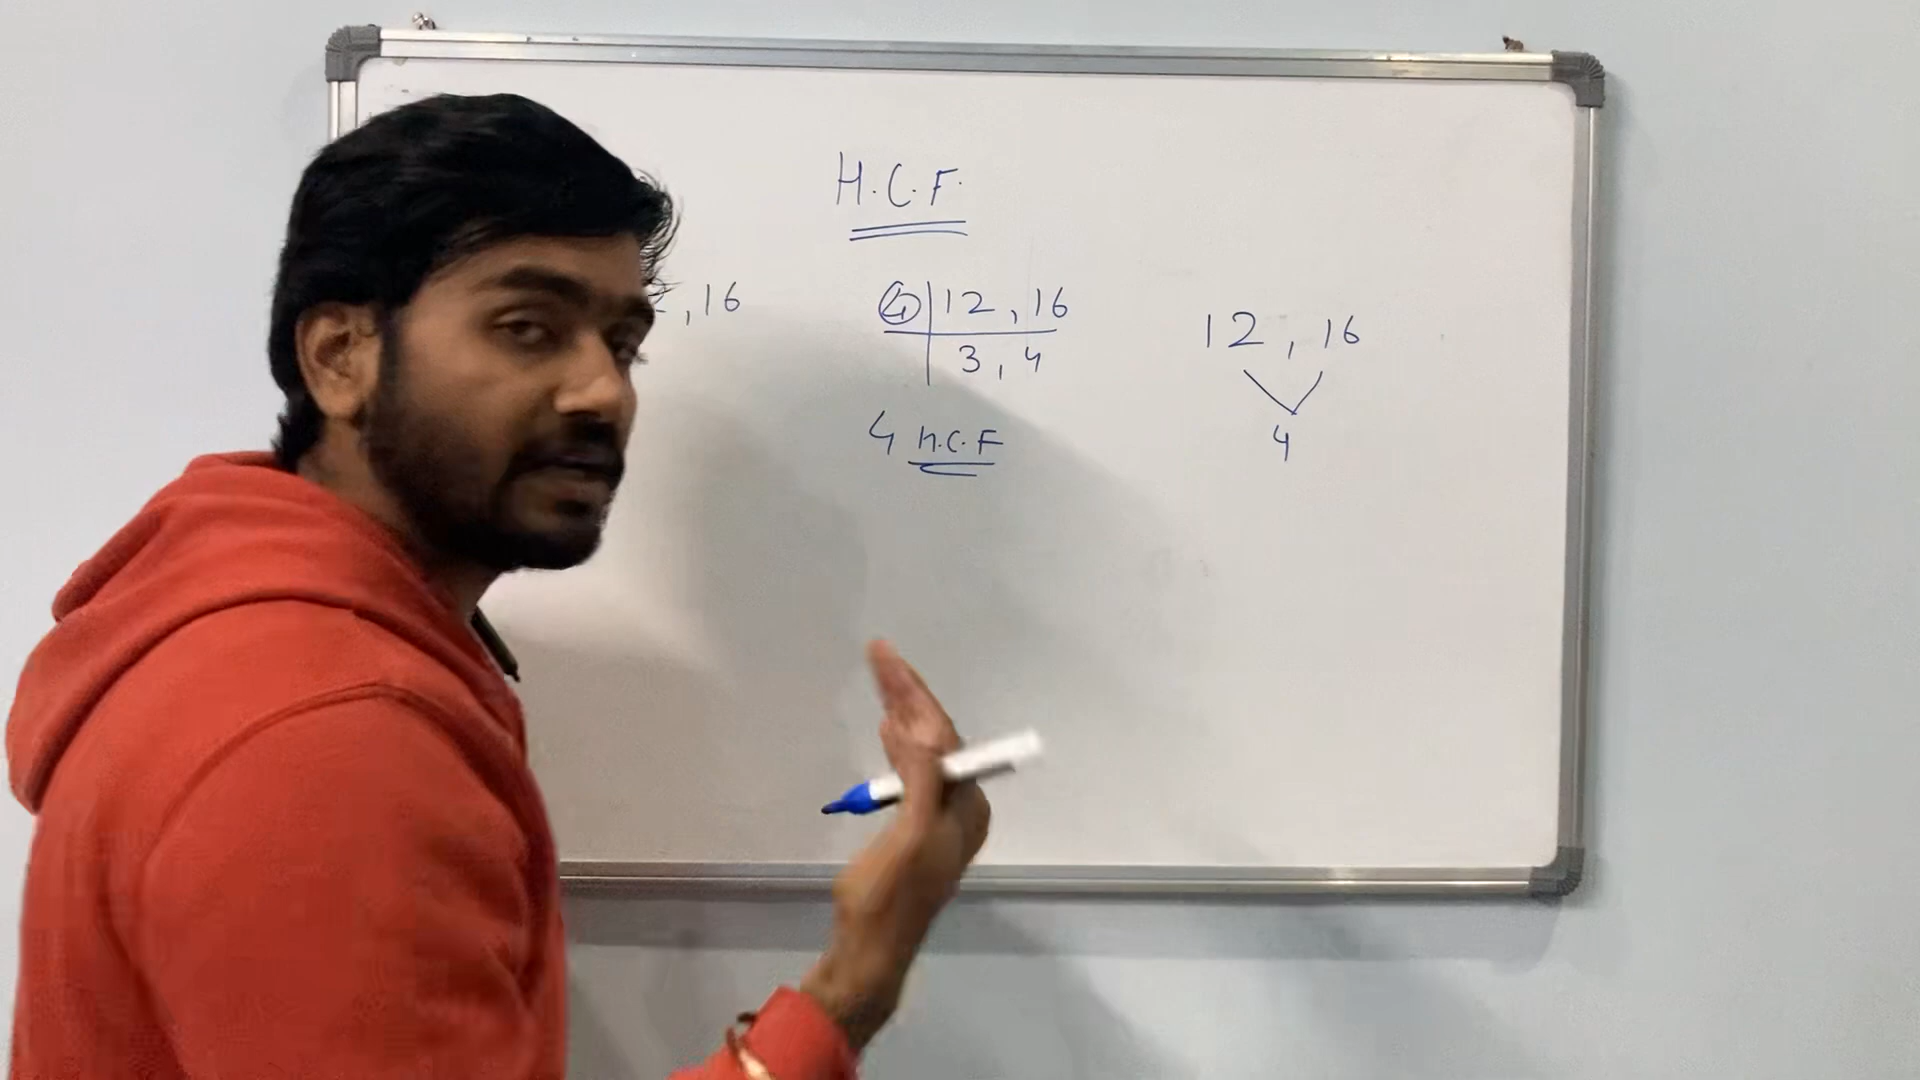 H.C.F.
, 16
4 | 12 , 16
3 , 4
4 H.C.F
12 , 16
4